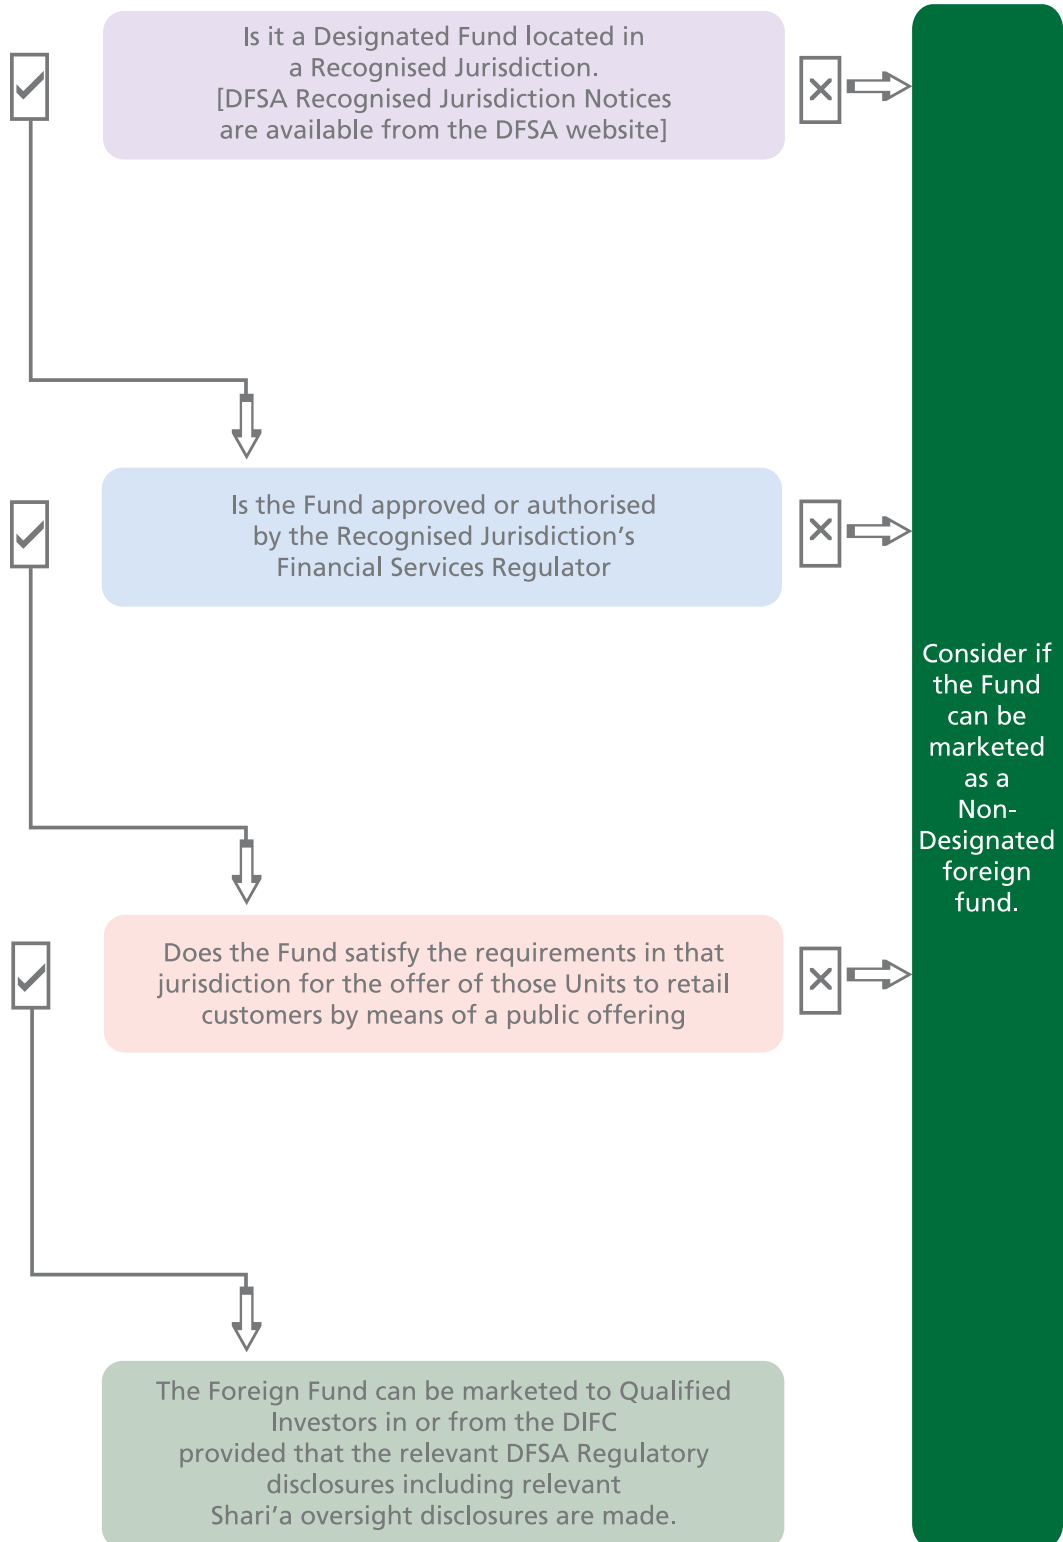 Is it a Designated Fund located in
a Recognised Jurisdiction.
[DFSA Recognised Jurisdiction Notices
are available from the DFSA website]
Is the Fund approved or authorised
by the Recognised Jurisdiction’s
Financial Services Regulator
Does the Fund satisfy the requirements in that
jurisdiction for the offer of those Units to retail
customers by means of a public offering
The Foreign Fund can be marketed to Qualified
Investors in or from the DIFC
provided that the relevant DFSA Regulatory
disclosures including relevant
Shari’a oversight disclosures are made.
Consider if
the Fund
can be
marketed
as a
Non-
Designated
foreign
fund.